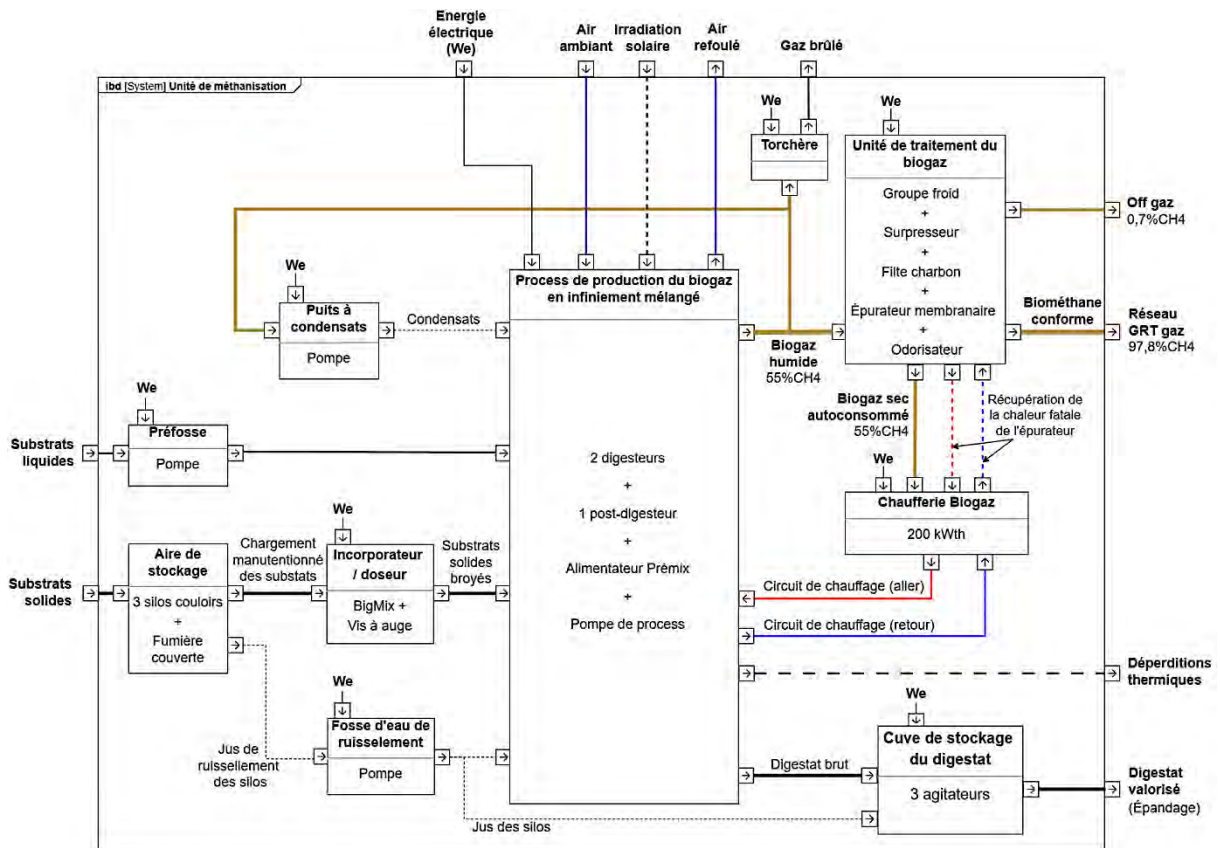 Energie
électrique
(We)
Air
ambiant
Irradiation
solaire
Air
refoulé
Gaz brûlé
ibd [System] Unité de méthanisation
We
Torchère
We
Unité de traitement du
biogaz
Groupe froid
+
Surpresseur
+
Filte charbon
+
Épurateur membranaire
+
Odorisateur
Off gaz
0,7%CH4
Biométhane
conforme
Réseau
GRT gaz
97,8%CH4
We
Puits à
condensats
Pompe
Condensats
Process de production du biogaz
en infiniement mélangé
2 digesteurs
+
1 post-digesteur
+
Alimentateur Prèmix
+
Pompe de process
Biogaz
humide
55%CH4
Biogaz sec
autoconsommé
55%CH4
Récupération de
la chaleur fatale
de l'épurateur
We
Chaufferie Biogaz
200 kWth
Substrats
liquides
We
Préfosse
Pompe
Substrats
solides
Aire de
stockage
3 silos couloirs
+
Fumière
couverte
Chargement
manutentionné
des substats
We
Incorporateur
/ doseur
BigMix +
Vis à auge
Substrats
solides
broyés
Circuit de chauffage (aller)
Circuit de chauffage (retour)
Déperditions
thermiques
Jus de
ruissellement
des silos
We
Fosse d'eau de
ruisselement
Pompe
Jus des silos
Digestat brut
We
Cuve de stockage
du digestat
3 agitateurs
Digestat
valorisé
(Épandage)